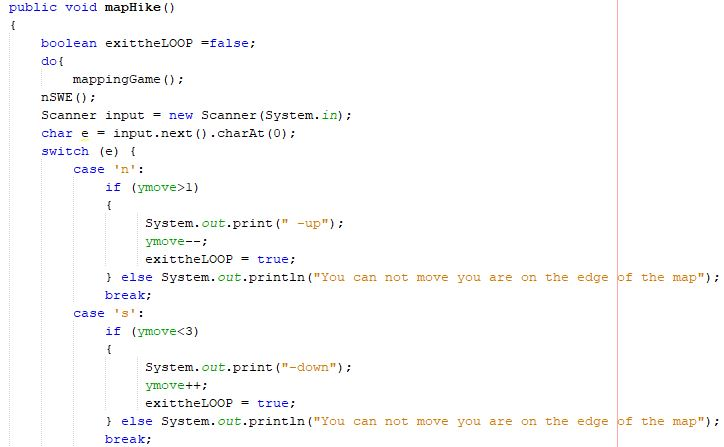 public void mapHike()
{
boolean exittheLOOP =false;
do{
mappingGame();
nSWE();
Scanner input = new Scanner(System.in);
char e = input.next().charAt(0);
switch (e) {
case 'n':
if (ymove>1)
{
System.out.print(" -up");
ymove--;
exittheLOOP = true;
} else System.out.println("You can not move you are on the edge of the map");
break;
case 's':
if (ymove<3)
{
System.out.print("-down");
ymove++;
exittheLOOP = true;
} else System.out.println("You can not move you are on the edge of the map");
break;